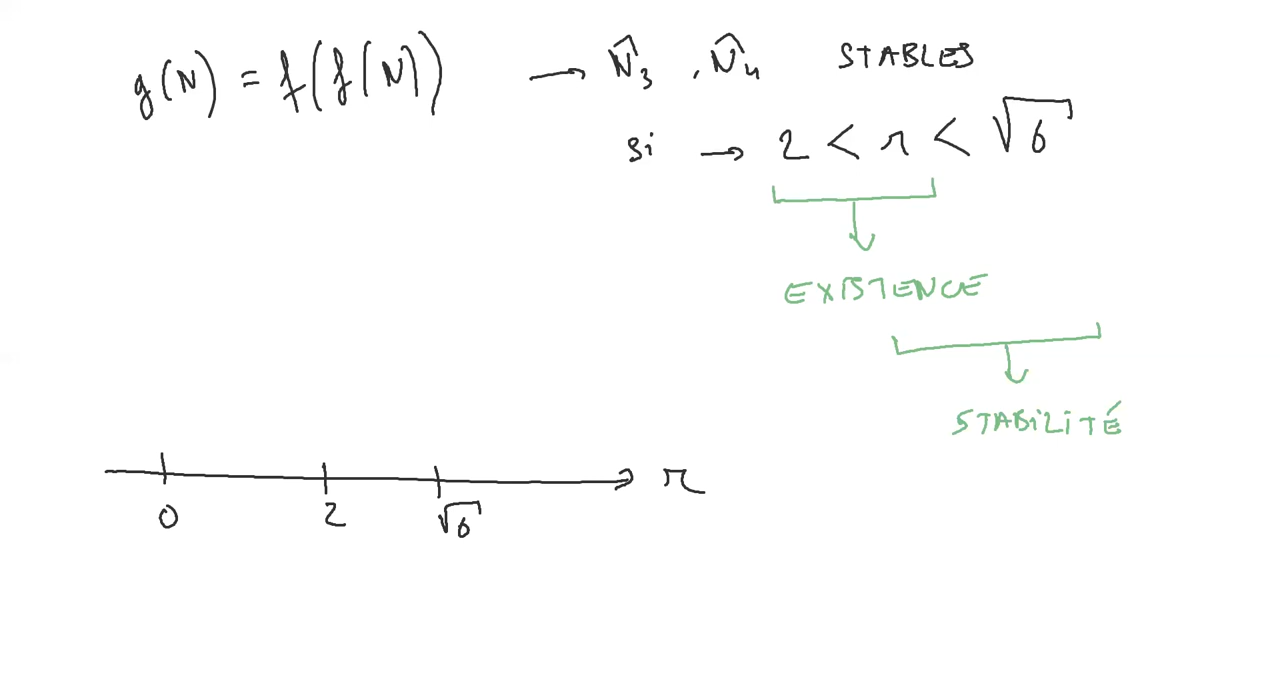 g(N) = f(f(N)) → N̂₃ , N̂₄ STABLES
si → 2 < r < √6
EXISTENCE
STABILITÉ
r
0 2 √6